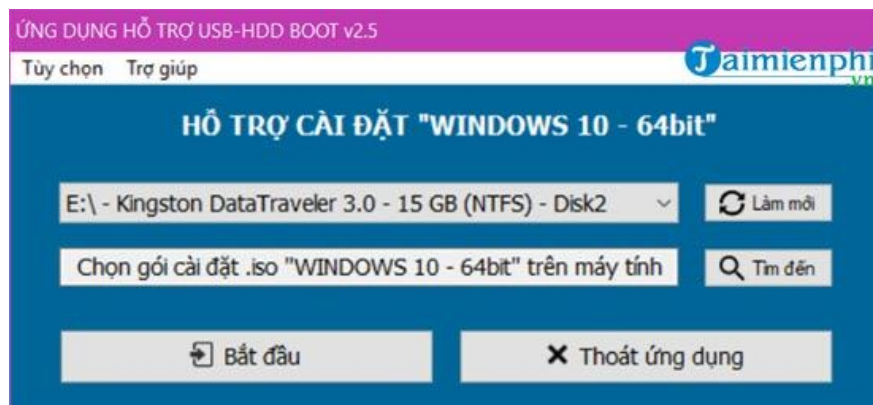 ỨNG DỤNG HỖ TRỢ USB-HDD BOOT v2.5
Tùy chọn Trợ giúp
Taimienphi
.vn
HỖ TRỢ CÀI ĐẶT "WINDOWS 10 - 64bit"
E:\ - Kingston DataTraveler 3.0 - 15 GB (NTFS) - Disk2
Làm mới
Chọn gói cài đặt .iso "WINDOWS 10 - 64bit" trên máy tính
Tìm đến
Bắt đầu
Thoát ứng dụng